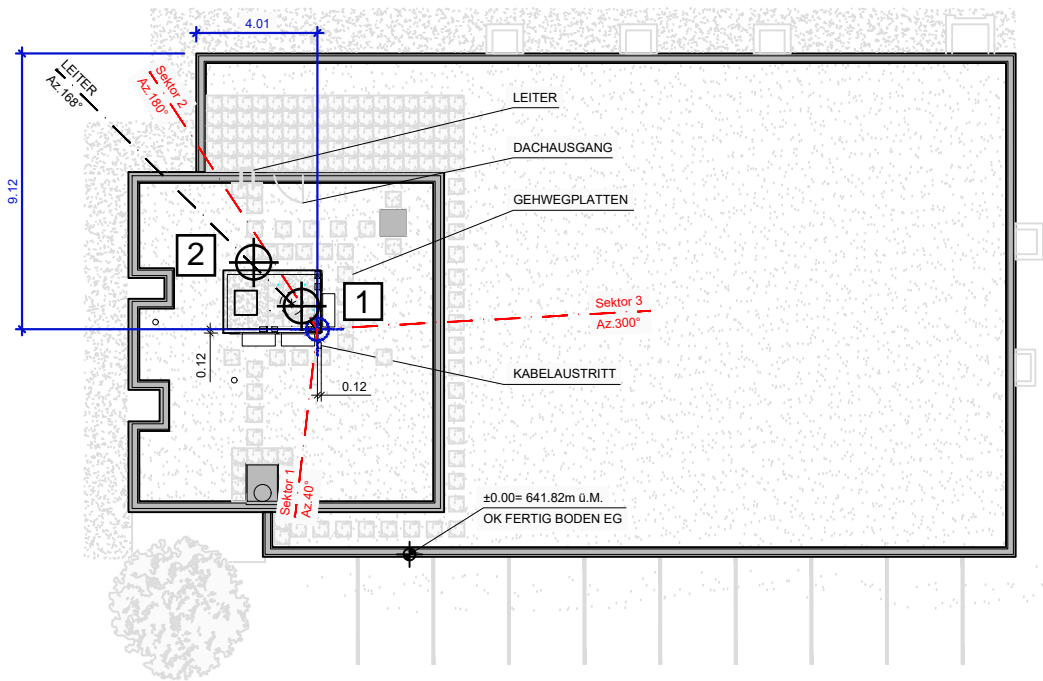 4.01
9.12
LEITER
Az.168°
Sektor 2
Az.180°
LEITER
DACHAUSGANG
GEHWEGPLATTEN
2
1
Sektor 3
Az.300°
0.12
KABELAUSTRITT
0.12
Sektor 1
Az.40°
±0.00= 641.82m ü.M.
OK FERTIG BODEN EG